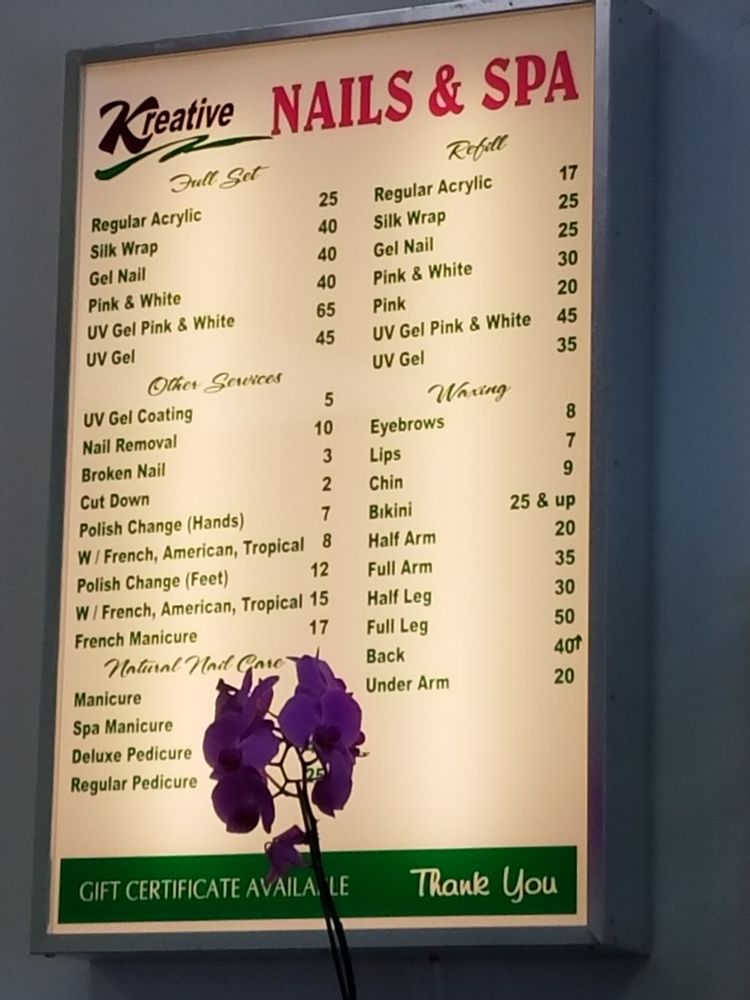 Kreative NAILS & SPA
Full Set
Regular Acrylic 25
Silk Wrap 40
Gel Nail 40
Pink & White 40
UV Gel Pink & White 65
UV Gel 45
Other Services
UV Gel Coating 5
Nail Removal 10
Broken Nail 3
Cut Down 2
Polish Change (Hands) 7
W / French, American, Tropical 8
Polish Change (Feet) 12
W / French, American, Tropical 15
French Manicure 17
Natural Nail Care
Manicure
Spa Manicure
Deluxe Pedicure
Regular Pedicure 25
Refill
Regular Acrylic 17
Silk Wrap 25
Gel Nail 25
Pink & White 30
Pink 20
UV Gel Pink & White 45
UV Gel 35
Waxing
Eyebrows 8
Lips 7
Chin 9
Bikini 25 & up
Half Arm 20
Full Arm 35
Half Leg 30
Full Leg 50
Back 40↑
Under Arm 20
GIFT CERTIFICATE AVAILABLE Thank You